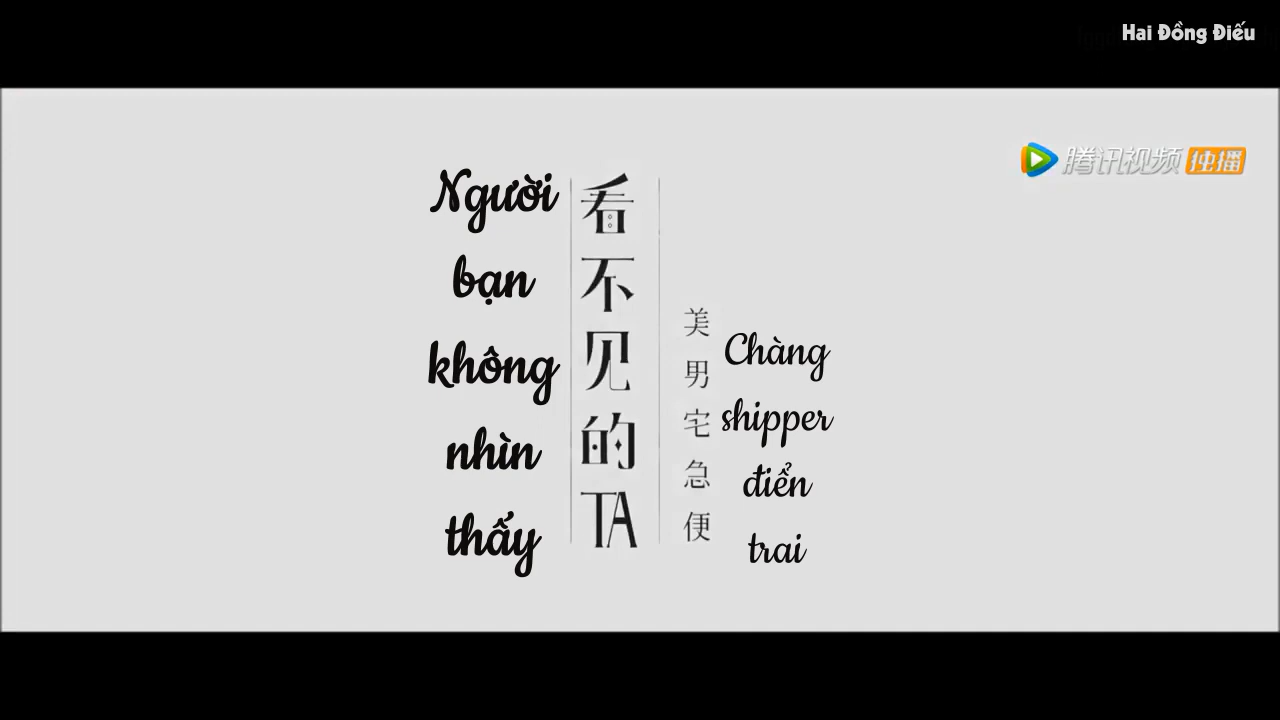 Hai Đồng Điếu
腾讯视频 独播
Người
bạn
không
nhìn
thấy
看不见的TA
美男宅急便
Chàng
shipper
điển
trai